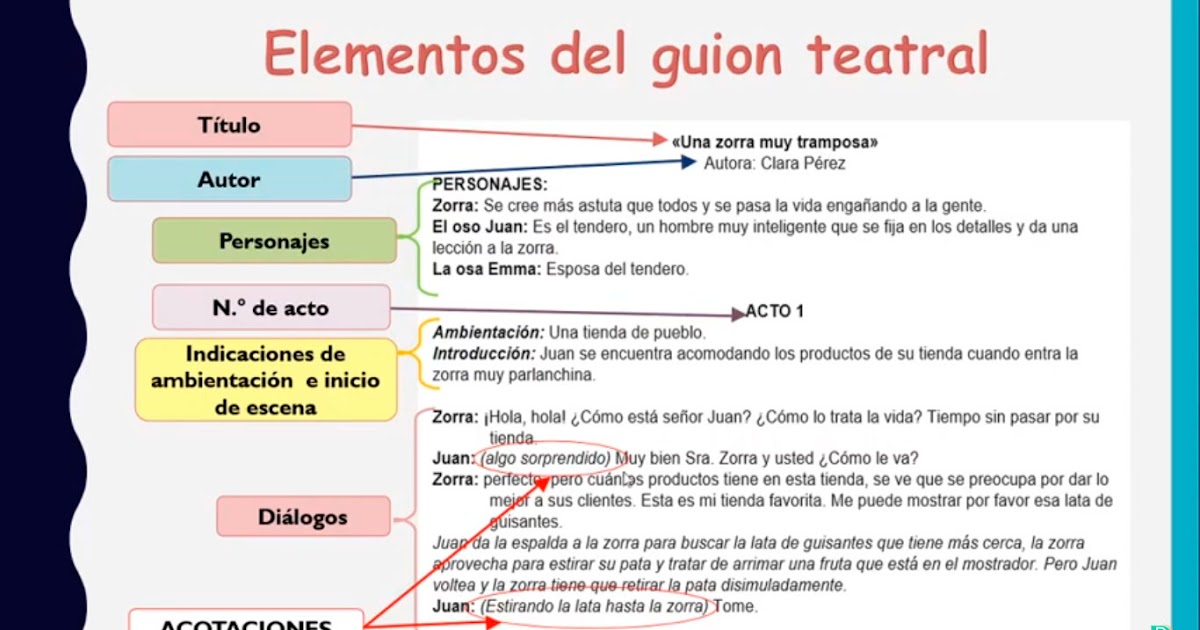 Elementos del guion teatral
Título
Autor
Personajes
N.° de acto
Indicaciones de
ambientación e inicio
de escena
Diálogos
ACOTACIONES
«Una zorra muy tramposa»
Autora: Clara Pérez
PERSONAJES:
Zorra: Se cree más astuta que todos y se pasa la vida engañando a la gente.
El oso Juan: Es el tendero, un hombre muy inteligente que se fija en los detalles y da una
lección a la zorra.
La osa Emma: Esposa del tendero.
ACTO 1
Ambientación: Una tienda de pueblo.
Introducción: Juan se encuentra acomodando los productos de su tienda cuando entra la
zorra muy parlanchina.
Zorra: ¡Hola, hola! ¿Cómo está señor Juan? ¿Cómo lo trata la vida? Tiempo sin pasar por su
tienda.
Juan: (algo sorprendido) Muy bien Sra. Zorra y usted ¿Cómo le va?
Zorra: perfecto, pero cuántos productos tiene en esta tienda, se ve que se preocupa por dar lo
mejor a sus clientes. Esta es mi tienda favorita. Me puede mostrar por favor esa lata de
guisantes.
Juan da la espalda a la zorra para buscar la lata de guisantes que tiene más cerca, la zorra
aprovecha para estirar su pata y tratar de arrimar una fruta que está en el mostrador. Pero Juan
voltea y la zorra tiene que retirar la pata disimuladamente.
Juan: (Estirando la lata hasta la zorra) Tome.